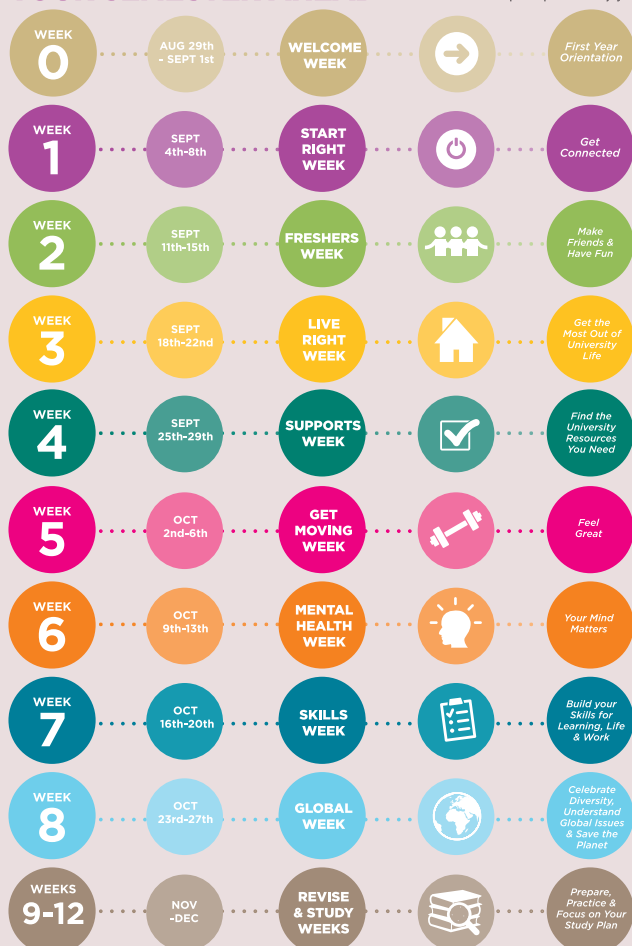 WEEK
0
AUG 29th
- SEPT 1st
WELCOME
WEEK
First Year
Orientation
WEEK
1
SEPT
4th-8th
START
RIGHT
WEEK
Get
Connected
WEEK
2
SEPT
11th-15th
FRESHERS
WEEK
Make
Friends &
Have Fun
WEEK
3
SEPT
18th-22nd
LIVE
RIGHT
WEEK
Get the
Most Out of
University
Life
WEEK
4
SEPT
25th-29th
SUPPORTS
WEEK
Find the
University
Resources
You Need
WEEK
5
OCT
2nd-6th
GET
MOVING
WEEK
Feel
Great
WEEK
6
OCT
9th-13th
MENTAL
HEALTH
WEEK
Your Mind
Matters
WEEK
7
OCT
16th-20th
SKILLS
WEEK
Build your
Skills for
Learning, Life
& Work
WEEK
8
OCT
23rd-27th
GLOBAL
WEEK
Celebrate
Diversity,
Understand
Global Issues
& Save the
Planet
WEEKS
9-12
NOV
-DEC
REVISE
& STUDY
WEEKS
Prepare,
Practice &
Focus on Your
Study Plan